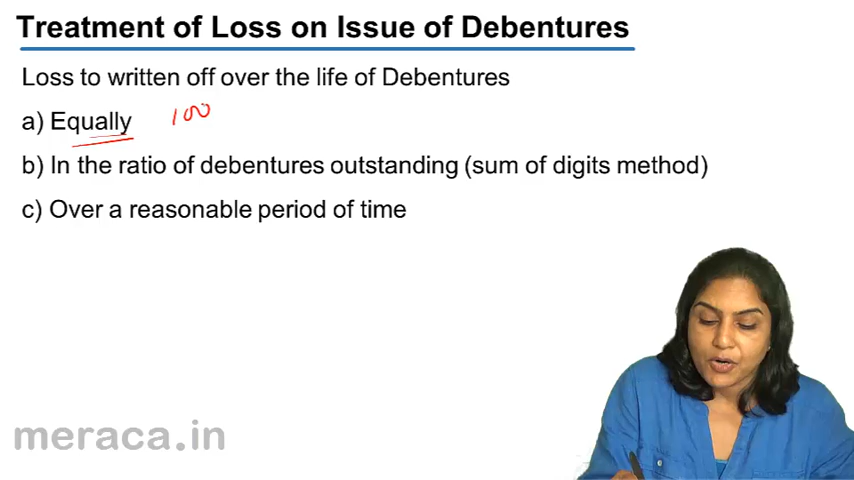 Treatment of Loss on Issue of Debentures
Loss to written off over the life of Debentures
a) Equally 100
b) In the ratio of debentures outstanding (sum of digits method)
c) Over a reasonable period of time
meraca.in